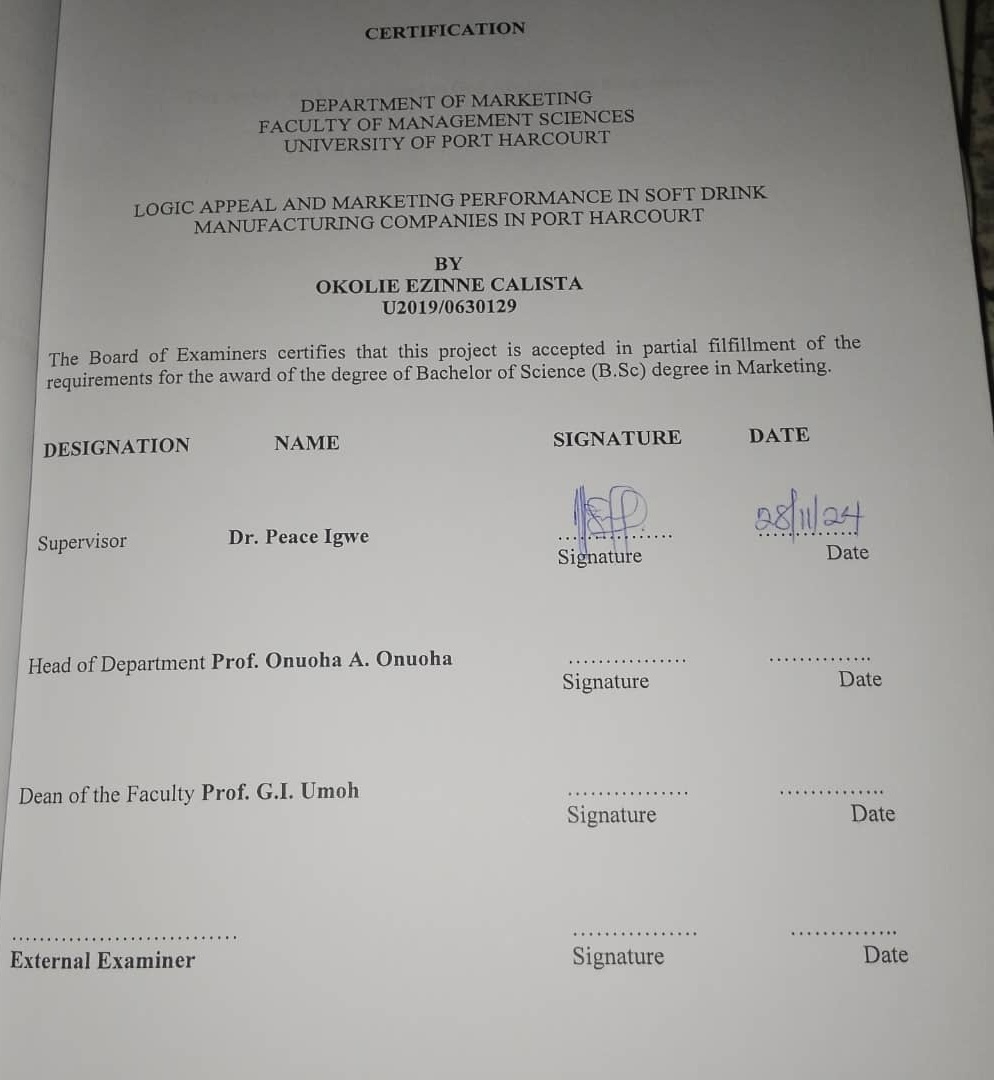 CERTIFICATION
DEPARTMENT OF MARKETING
FACULTY OF MANAGEMENT SCIENCES
UNIVERSITY OF PORT HARCOURT
LOGIC APPEAL AND MARKETING PERFORMANCE IN SOFT DRINK
MANUFACTURING COMPANIES IN PORT HARCOURT
BY
OKOLIE EZINNE CALISTA
U2019/0630129
The Board of Examiners certifies that this project is accepted in partial filfillment of the
requirements for the award of the degree of Bachelor of Science (B.Sc) degree in Marketing.
DESIGNATION NAME SIGNATURE DATE
28/11/24
Supervisor Dr. Peace Igwe ................ ..............
Signature Date
Head of Department Prof. Onuoha A. Onuoha ................ ..............
Signature Date
Dean of the Faculty Prof. G.I. Umoh ................ ..............
Signature Date
.............................. ................ ..............
External Examiner Signature Date